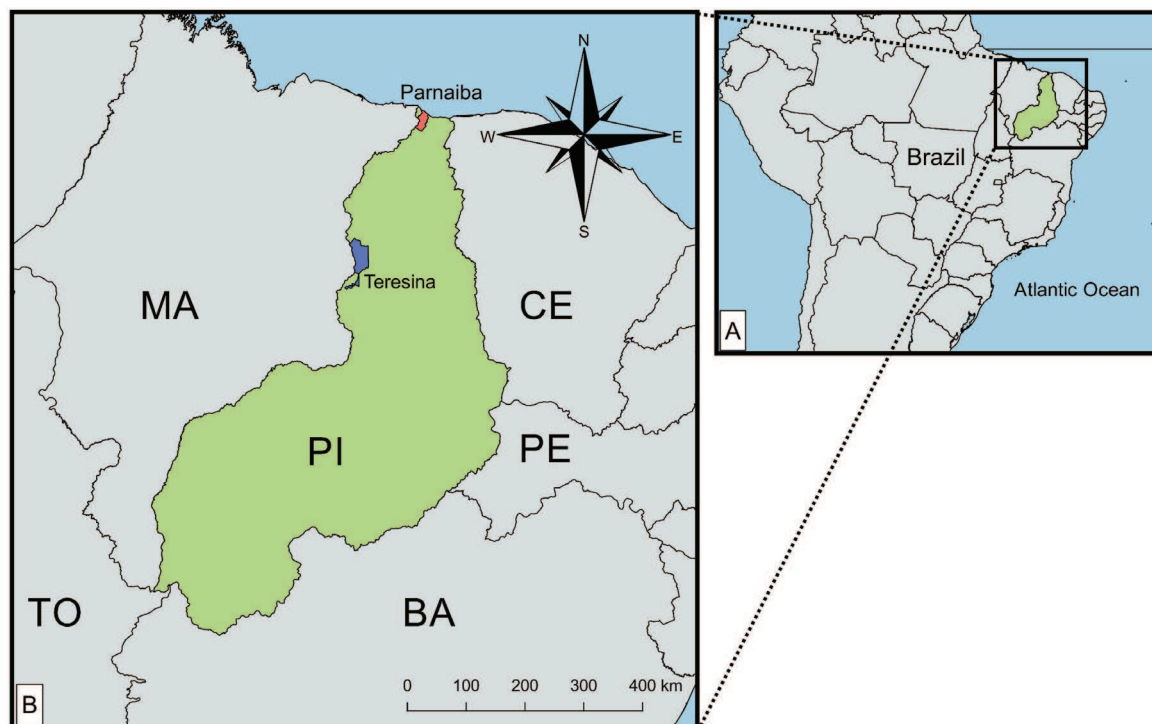 Parnaiba
N
W
E
S
Teresina
MA
CE
PI
PE
TO
BA
0 100 200 300 400 km
B
Brazil
Atlantic Ocean
A